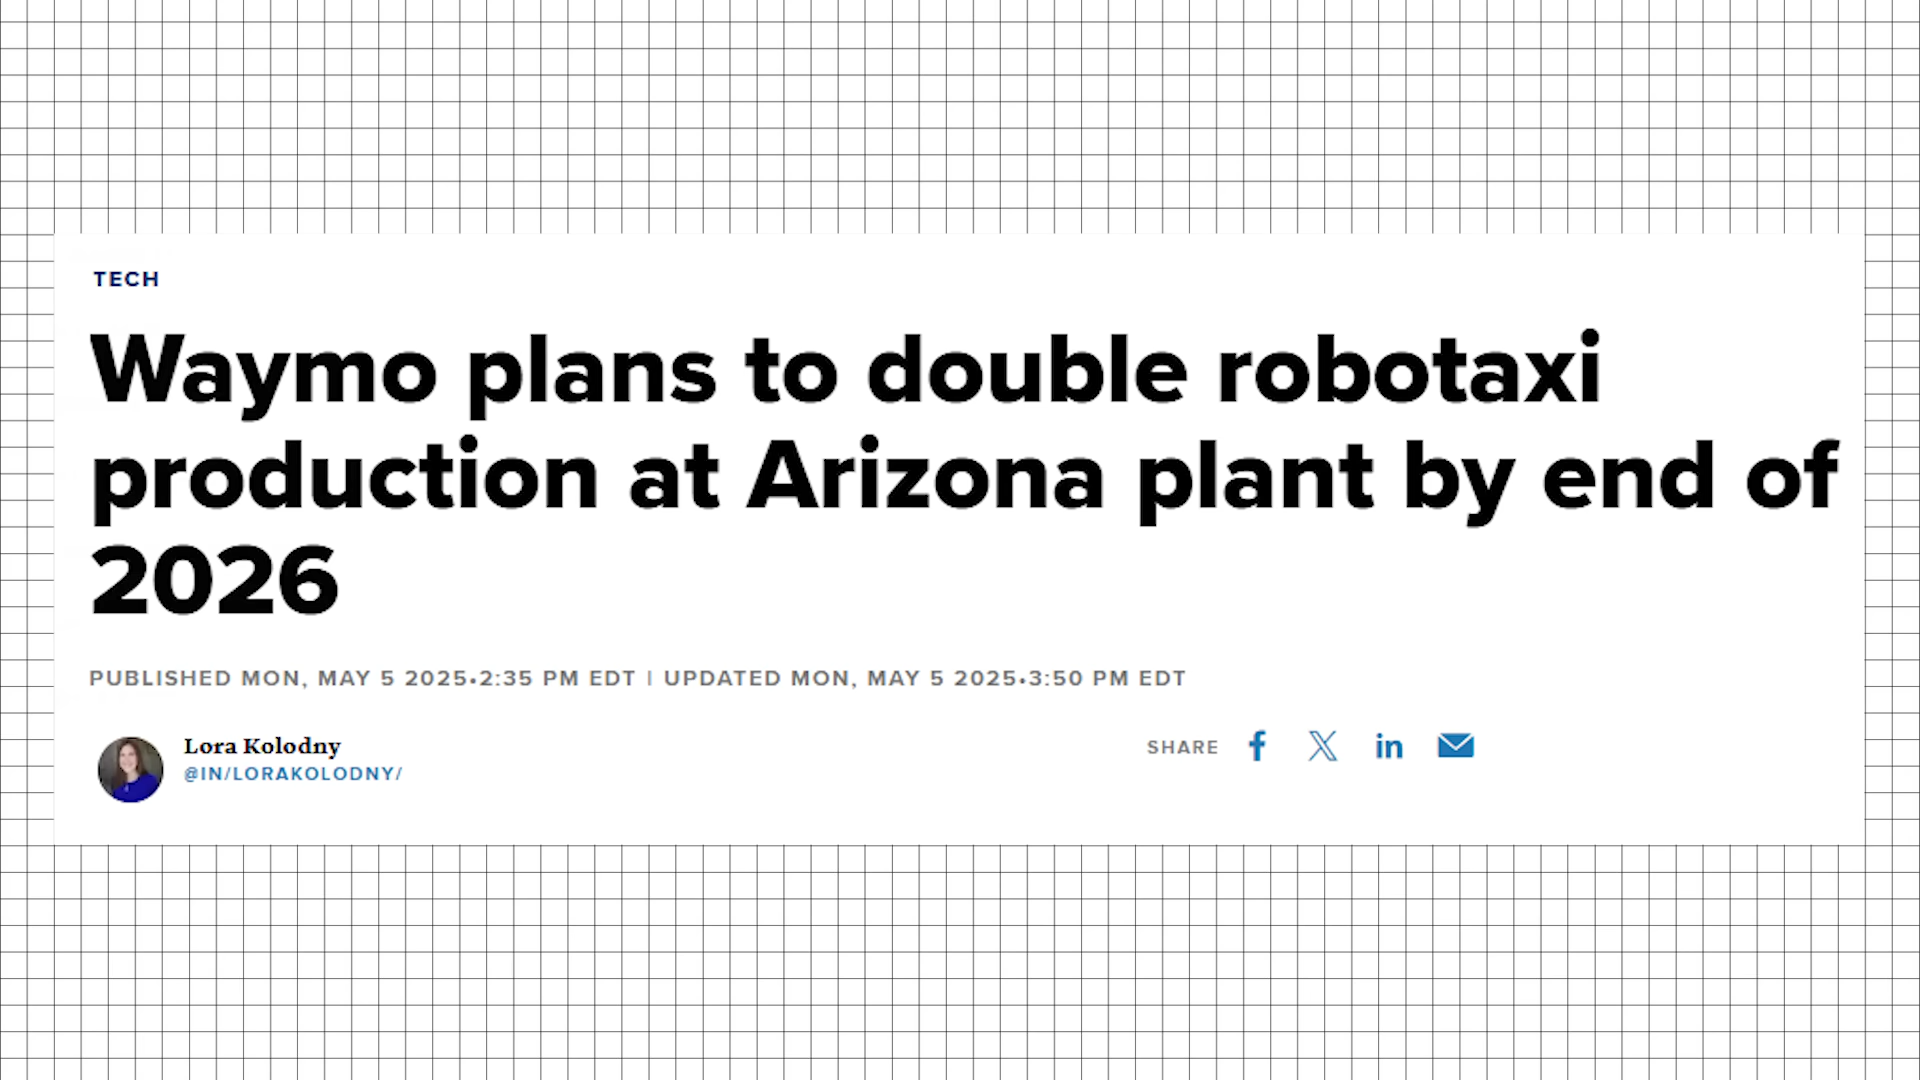 TECH
Waymo plans to double robotaxi
production at Arizona plant by end of
2026
PUBLISHED MON, MAY 5 2025•2:35 PM EDT | UPDATED MON, MAY 5 2025•3:50 PM EDT
Lora Kolodny
@IN/LORAKOLODNY/
SHARE